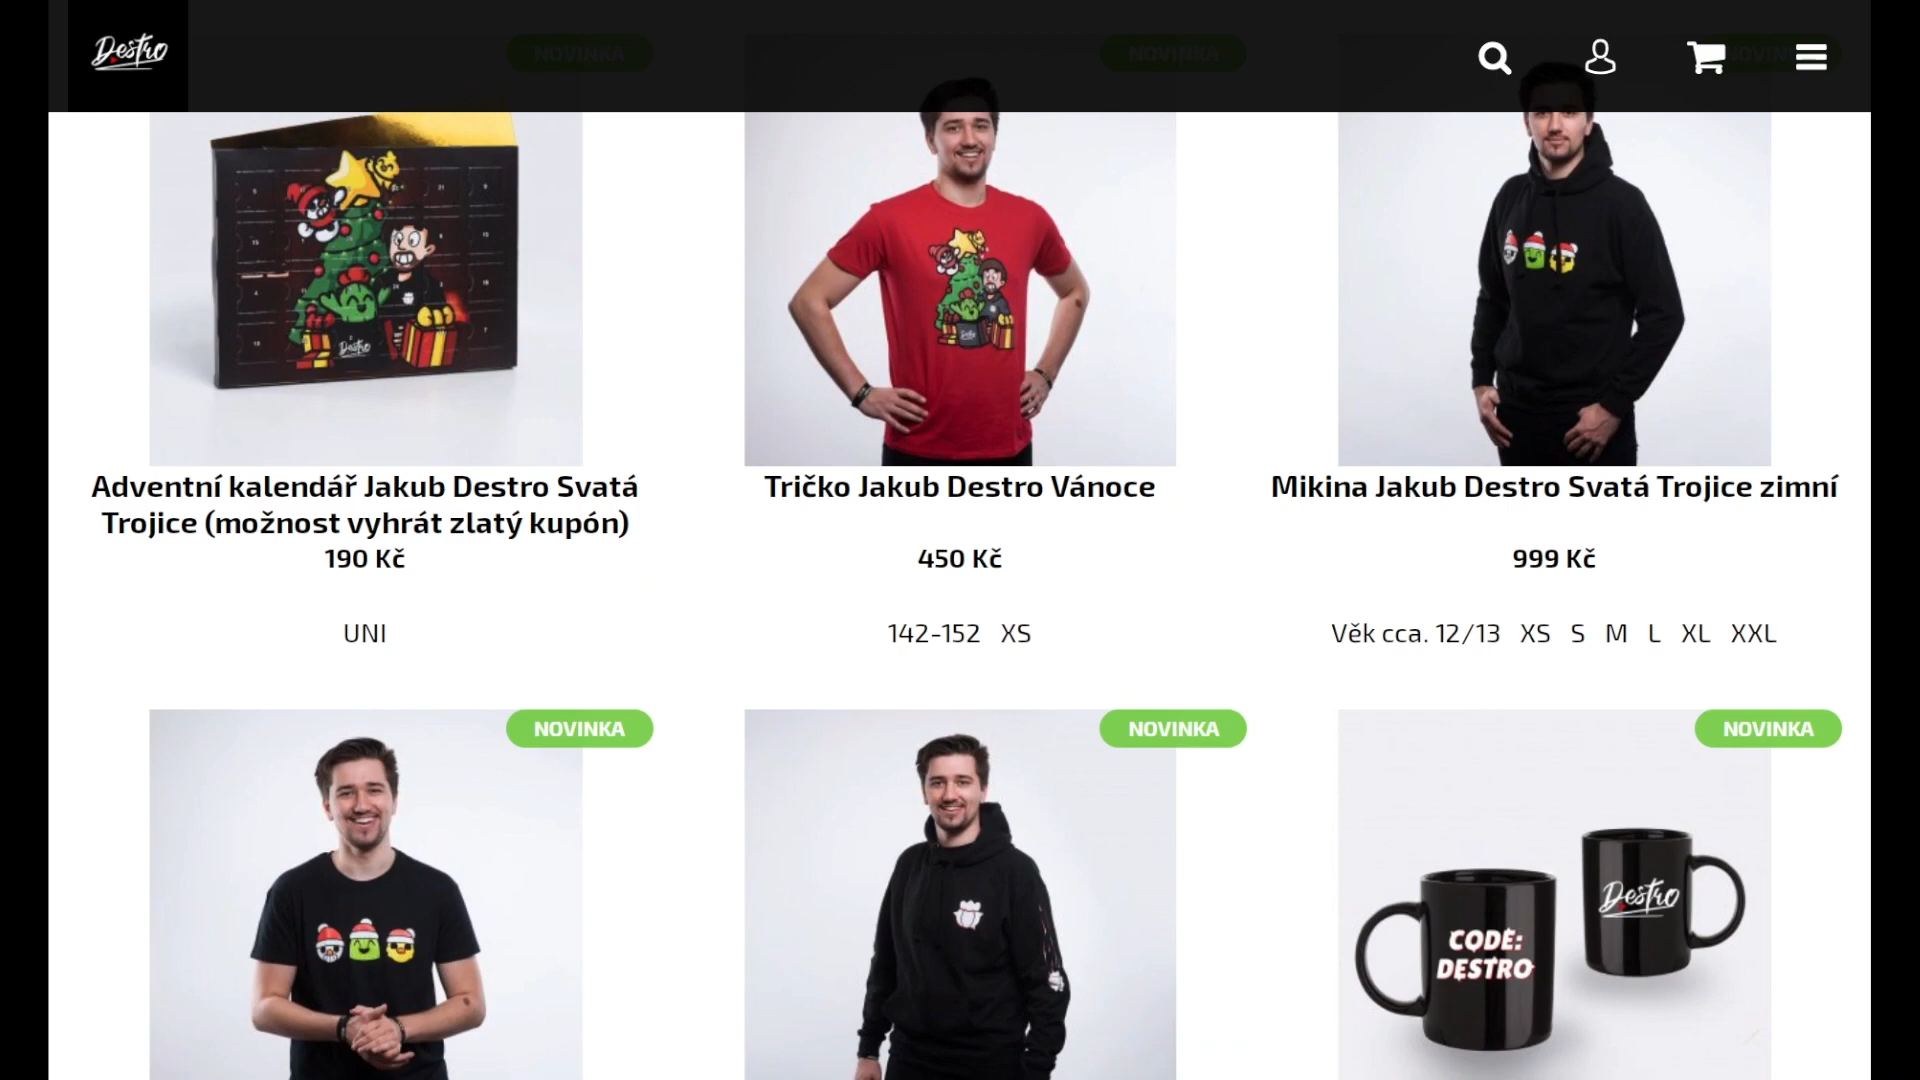 Destro
NOVINKA
NOVINKA
Adventní kalendář Jakub Destro Svatá
Trojice (možnost vyhrát zlatý kupón)
190 Kč
UNI
Tričko Jakub Destro Vánoce
450 Kč
142-152 XS
Mikina Jakub Destro Svatá Trojice zimní
999 Kč
Věk cca. 12/13 XS S M L XL XXL
NOVINKA
NOVINKA
NOVINKA
CODE:
DESTRO
Destro